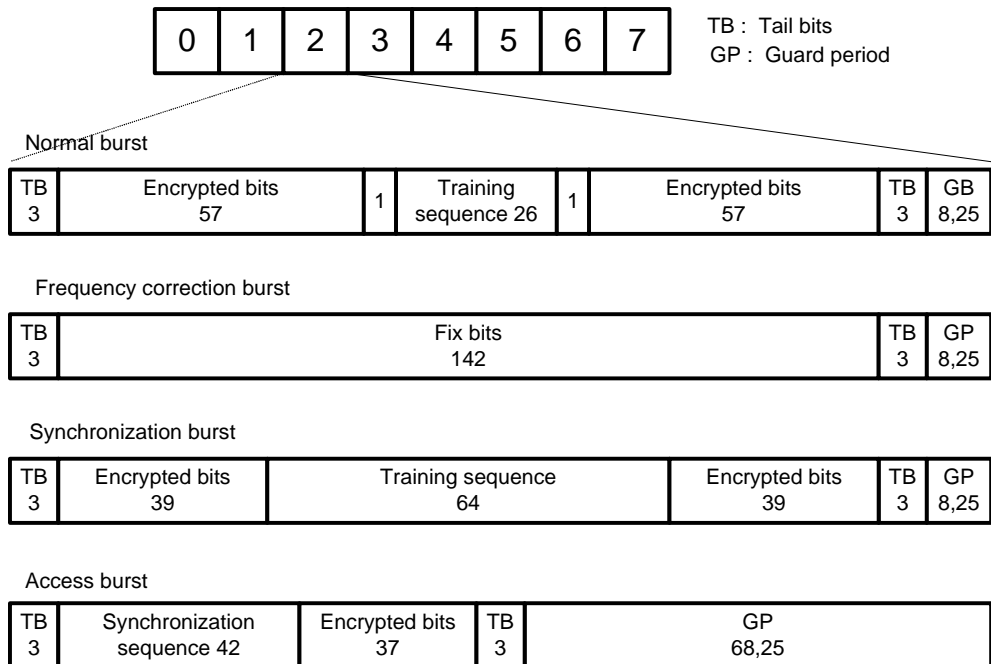 0 1 2 3 4 5 6 7
TB : Tail bits
GP : Guard period
Normal burst
TB
3
Encrypted bits
57
1
Training
sequence 26
1
Encrypted bits
57
TB
3
GB
8,25
Frequency correction burst
TB
3
Fix bits
142
TB
3
GP
8,25
Synchronization burst
TB
3
Encrypted bits
39
Training sequence
64
Encrypted bits
39
TB
3
GP
8,25
Access burst
TB
3
Synchronization
sequence 42
Encrypted bits
37
TB
3
GP
68,25